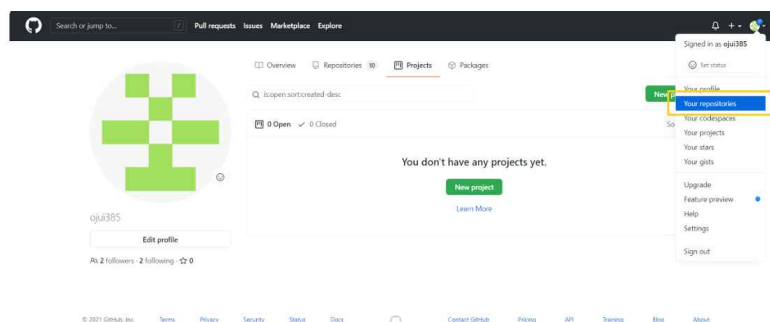 Search or jump to...
/
Pull requests Issues Marketplace Explore
Signed in as ojui385
Set status
Your profile
Your repositories
Your codespaces
Your projects
Your stars
Your gists
Upgrade
Feature preview
Help
Settings
Sign out
Overview Repositories 10 Projects Packages
is:open sort:created-desc
New p
0 Open 0 Closed
So
You don't have any projects yet.
New project
Learn More
ojui385
Edit profile
2 followers · 2 following · 0
© 2021 GitHub, Inc. Terms Privacy Security Status Docs Contact GitHub Pricing API Training Blog About